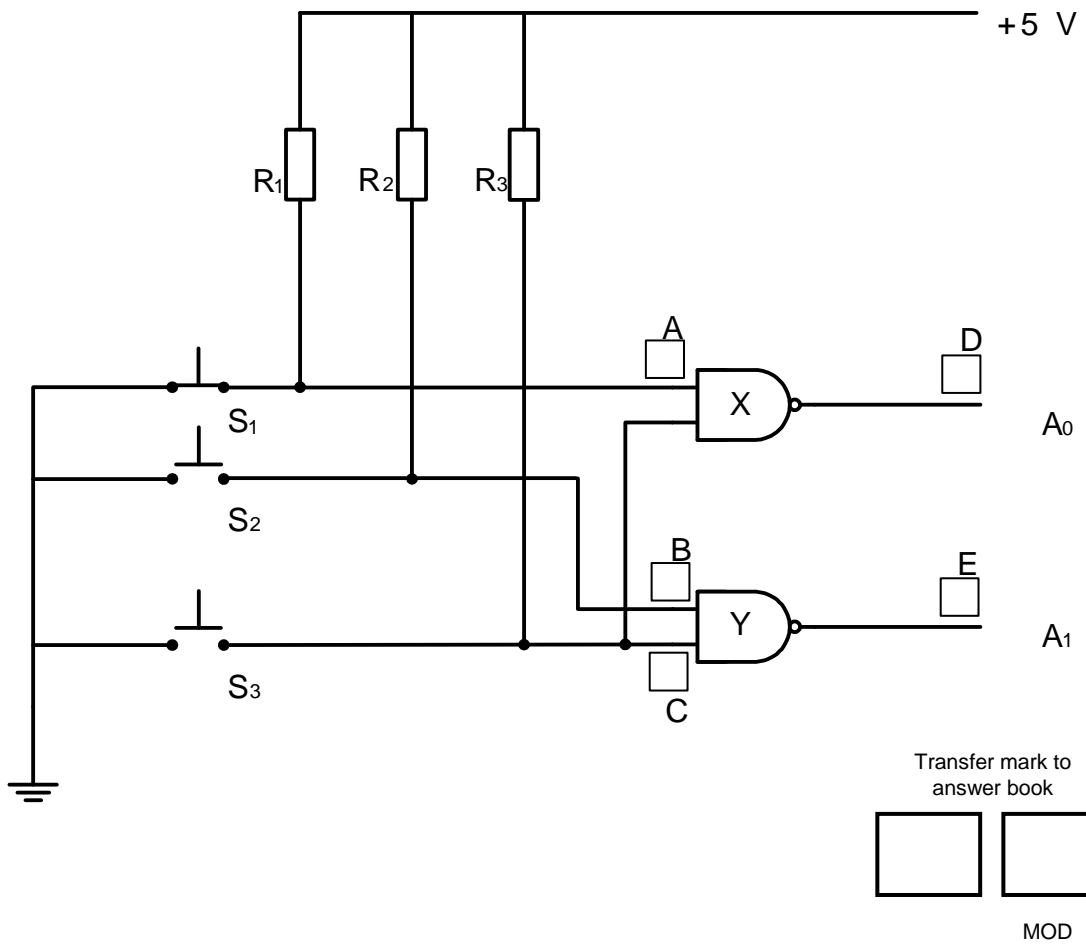 +5 V
R1
R2
R3
A
D
S1
X
A0
S2
B
E
Y
A1
S3
C
Transfer mark to
answer book
MOD